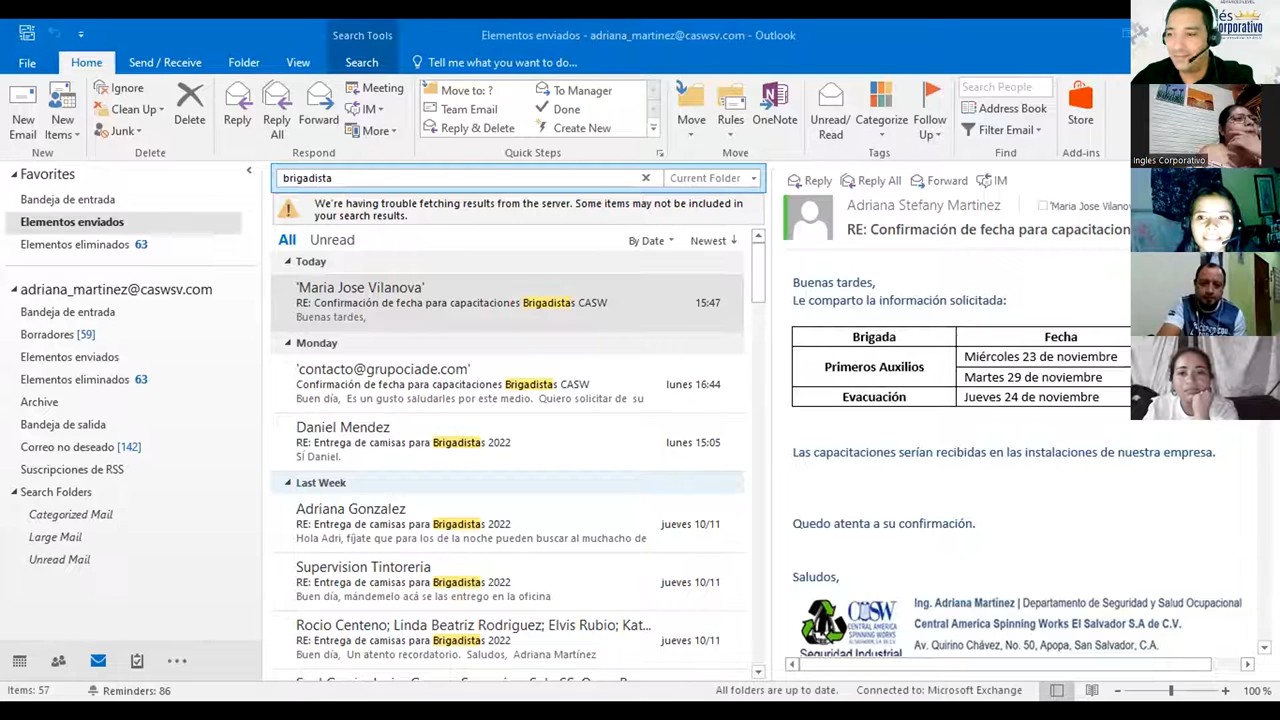 Search Tools
Elementos enviados - adriana_martinez@caswsv.com - Outlook
File
Home
Send / Receive
Folder
View
Search
Tell me what you want to do...
New Email
New Items
New
Ignore
Clean Up
Junk
Delete
Delete
Reply
Reply All
Forward
Meeting
IM
More
Respond
Move to: ?
Team Email
Reply & Delete
To Manager
Done
Create New
Quick Steps
Move
Rules
OneNote
Move
Unread/ Read
Categorize
Follow Up
Tags
Search People
Address Book
Filter Email
Find
Store
Add-ins
Favorites
Bandeja de entrada
Elementos enviados
Elementos eliminados 63
adriana_martinez@caswsv.com
Bandeja de entrada
Borradores [59]
Elementos enviados
Elementos eliminados 63
Archive
Bandeja de salida
Correo no deseado [142]
Suscripciones de RSS
Search Folders
Categorized Mail
Large Mail
Unread Mail
Items: 57
Reminders: 86
brigadista
Current Folder
We're having trouble fetching results from the server. Some items may not be included in
your search results.
All
Unread
By Date
Newest
Today
'Maria Jose Vilanova'
RE: Confirmación de fecha para capacitaciones Brigadistas CASW 15:47
Buenas tardes,
Monday
'contacto@grupociade.com'
Confirmación de fecha para capacitaciones Brigadistas CASW lunes 16:44
Buen día, Es un gusto saludarles por este medio. Quiero solicitar de su
Daniel Mendez
RE: Entrega de camisas para Brigadistas 2022 lunes 15:05
SÍ Daniel.
Last Week
Adriana Gonzalez
RE: Entrega de camisas para Brigadistas 2022 jueves 10/11
Hola Adri, fíjate que para los de la noche pueden buscar al muchacho de
Supervision Tintoreria
RE: Entrega de camisas para Brigadistas 2022 jueves 10/11
Buen día, mándemelo acá se las entrego en la oficina
Rocio Centeno; Linda Beatriz Rodriguez; Elvis Rubio; Kat...
RE: Entrega de camisas para Brigadistas 2022 jueves 10/11
Buen día, Un atento recordatorio. Saludos, Adriana Martínez
Reply
Reply All
Forward
IM
Adriana Stefany Martinez
'Maria Jose Vilanov
RE: Confirmación de fecha para capacitacion
Buenas tardes,
Le comparto la información solicitada:
Brigada Fecha
Primeros Auxilios Miércoles 23 de noviembre
Martes 29 de noviembre
Evacuación Jueves 24 de noviembre
Las capacitaciones serían recibidas en las instalaciones de nuestra empresa.
Quedo atenta a su confirmación.
Saludos,
CASW
CENTRAL AMERICA
SPINNING WORKS
Seguridad Industrial
Ing. Adriana Martínez | Departamento de Seguridad y Salud Ocupacional
Central America Spinning Works El Salvador S.A de C.V.
Av. Quirino Chávez, No. 50, Apopa, San Salvador, C.A.
All folders are up to date.
Connected to: Microsoft Exchange
100 %
és
orporativo
Ingles Corporativo